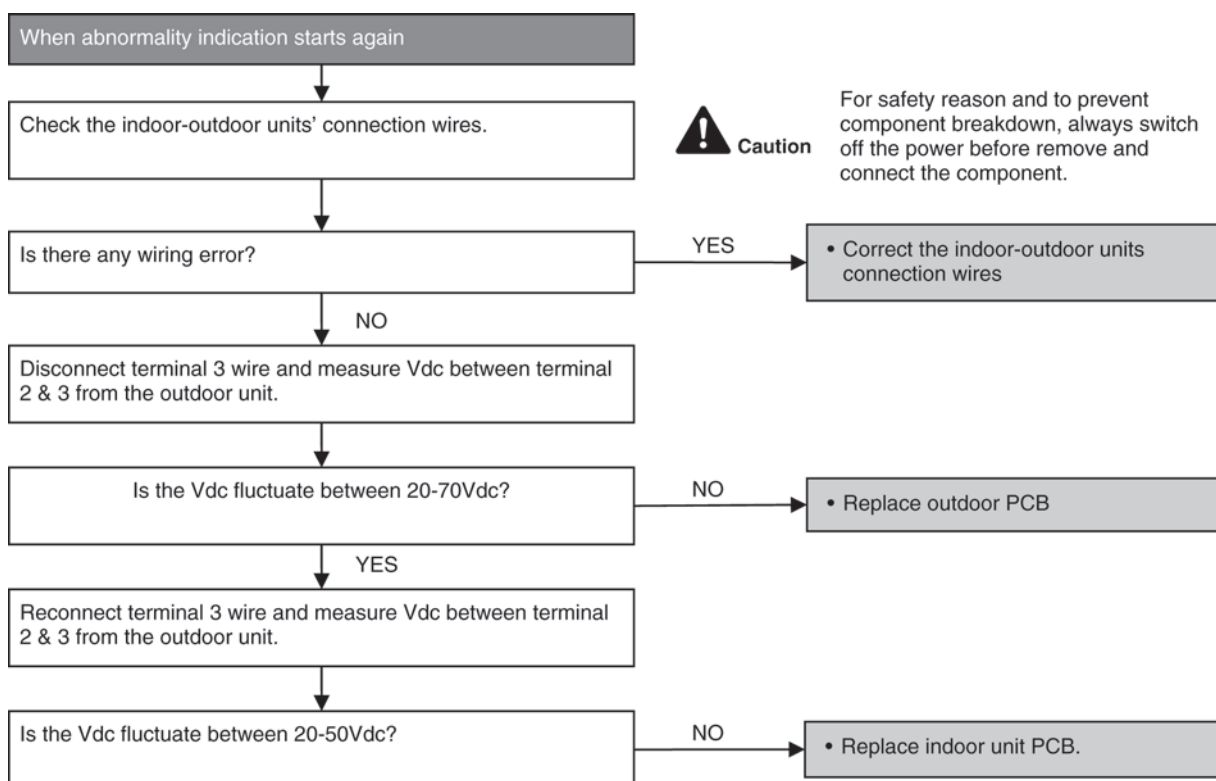 When abnormality indication starts again
Check the indoor-outdoor units' connection wires.
Caution
For safety reason and to prevent
component breakdown, always switch
off the power before remove and
connect the component.
Is there any wiring error?
YES
• Correct the indoor-outdoor units
connection wires
NO
Disconnect terminal 3 wire and measure Vdc between terminal
2 & 3 from the outdoor unit.
Is the Vdc fluctuate between 20-70Vdc?
NO
• Replace outdoor PCB
YES
Reconnect terminal 3 wire and measure Vdc between terminal
2 & 3 from the outdoor unit.
Is the Vdc fluctuate between 20-50Vdc?
NO
• Replace indoor unit PCB.